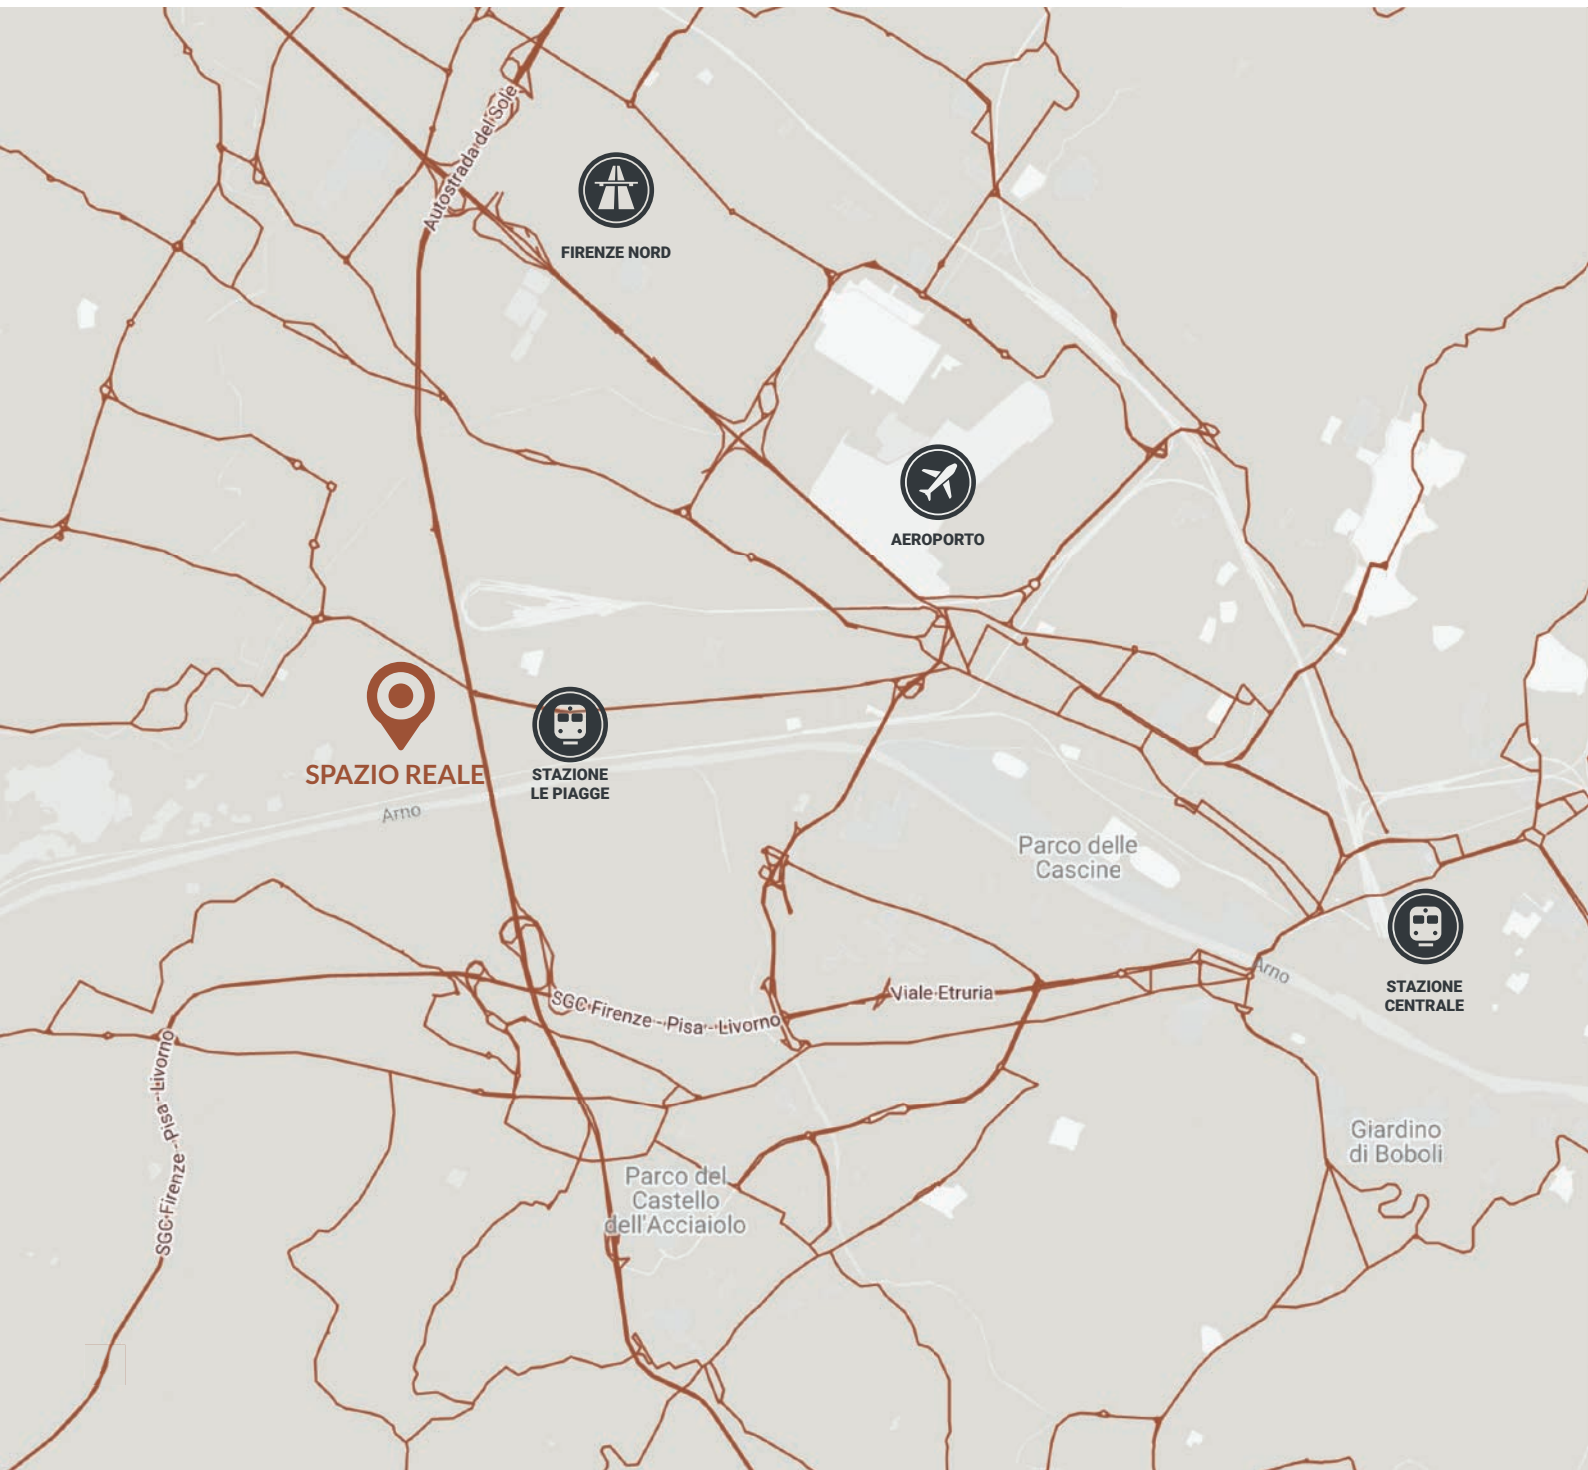 Autostrada del Sole
FIRENZE NORD
AEROPORTO
SPAZIO REALE
STAZIONE
LE PIAGGE
Arno
Parco delle
Cascine
Arno
STAZIONE
CENTRALE
Viale Etruria
SGC Firenze - Pisa - Livorno
SGC Firenze - Pisa - Livorno
Giardino
di Boboli
Parco del
Castello
dell'Acciaiolo